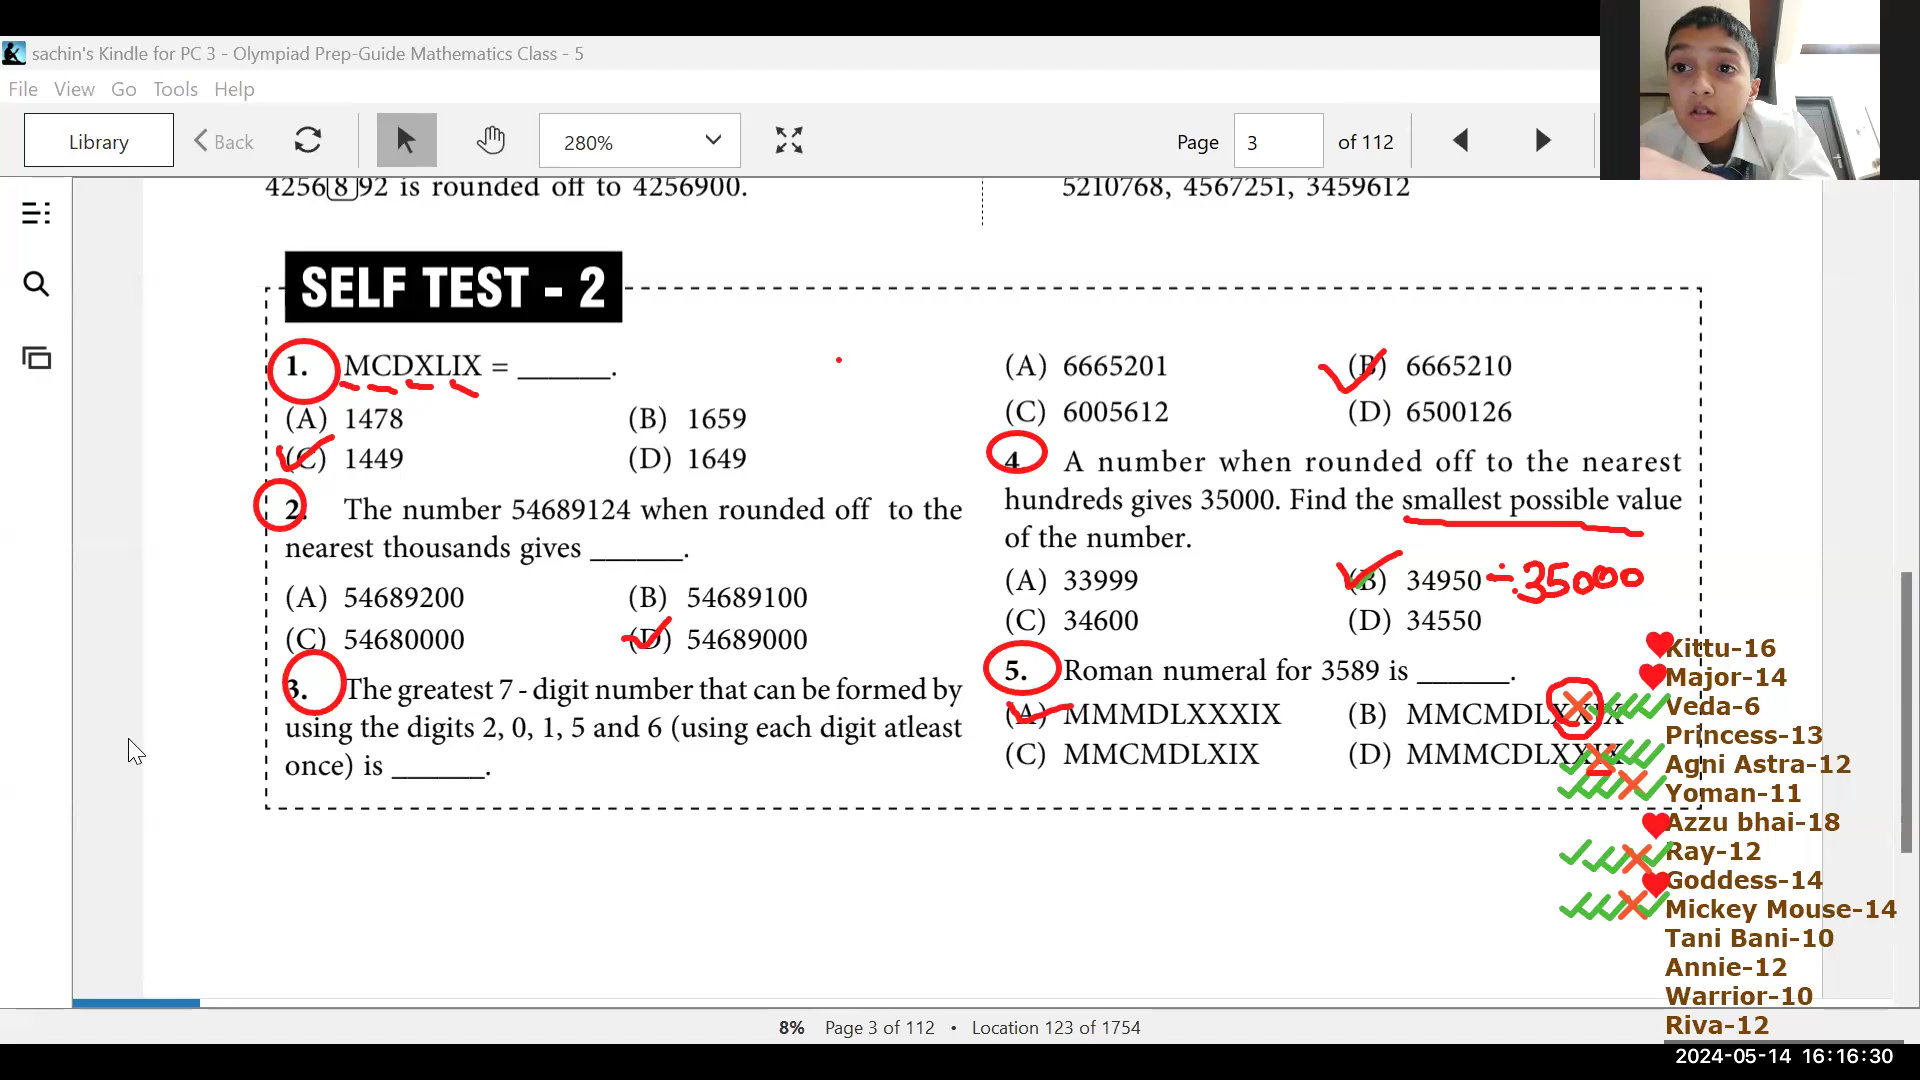 sachin's Kindle for PC 3 - Olympiad Prep-Guide Mathematics Class - 5
File View Go Tools Help
Library Back 280% Page 3 of 112
4256892 is rounded off to 4256900.
5210768, 4567251, 3459612
SELF TEST - 2
1. MCDXLIX = ______.
(A) 1478 (B) 1659
(C) 1449 (D) 1649
2. The number 54689124 when rounded off to the
nearest thousands gives ______.
(A) 54689200 (B) 54689100
(C) 54680000 (D) 54689000
3. The greatest 7 - digit number that can be formed by
using the digits 2, 0, 1, 5 and 6 (using each digit atleast
once) is ______.
(A) 6665201 (B) 6665210
(C) 6005612 (D) 6500126
4 A number when rounded off to the nearest
hundreds gives 35000. Find the smallest possible value
of the number.
(A) 33999 (B) 34950 35000
(C) 34600 (D) 34550
5. Roman numeral for 3589 is ______.
(A) MMMDLXXXIX (B) MMCMDLXXIX
(C) MMCMDLXIX (D) MMMCDLXXIX
Kittu-16
Major-14
Veda-6
Princess-13
Agni Astra-12
Yoman-11
Azzu bhai-18
Ray-12
Goddess-14
Mickey Mouse-14
Tani Bani-10
Annie-12
Warrior-10
Riva-12
8% Page 3 of 112 • Location 123 of 1754
2024-05-14 16:16:30